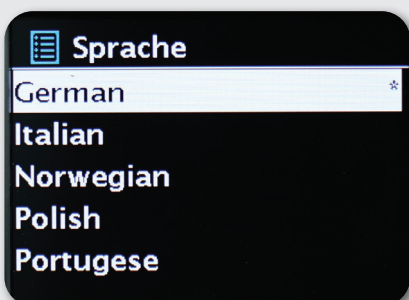 Sprache
German *
Italian
Norwegian
Polish
Portugese